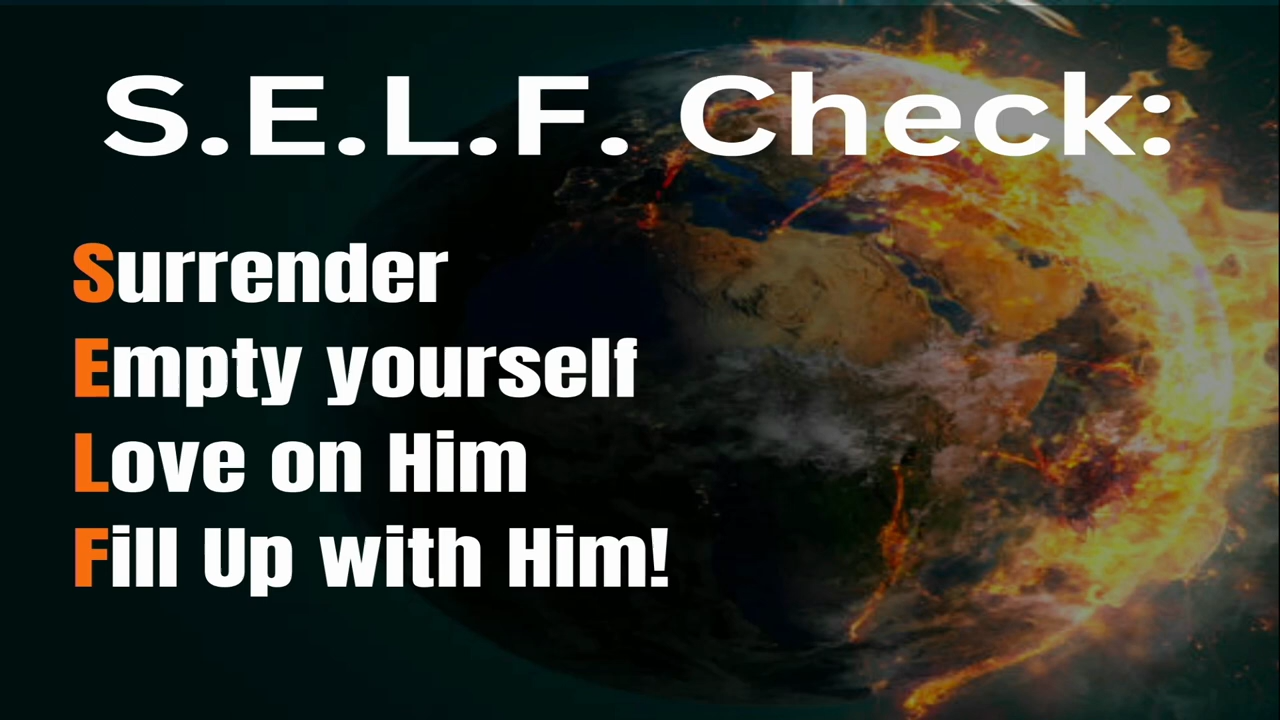 S.E.L.F. Check:
Surrender
Empty yourself
Love on Him
Fill Up with Him!